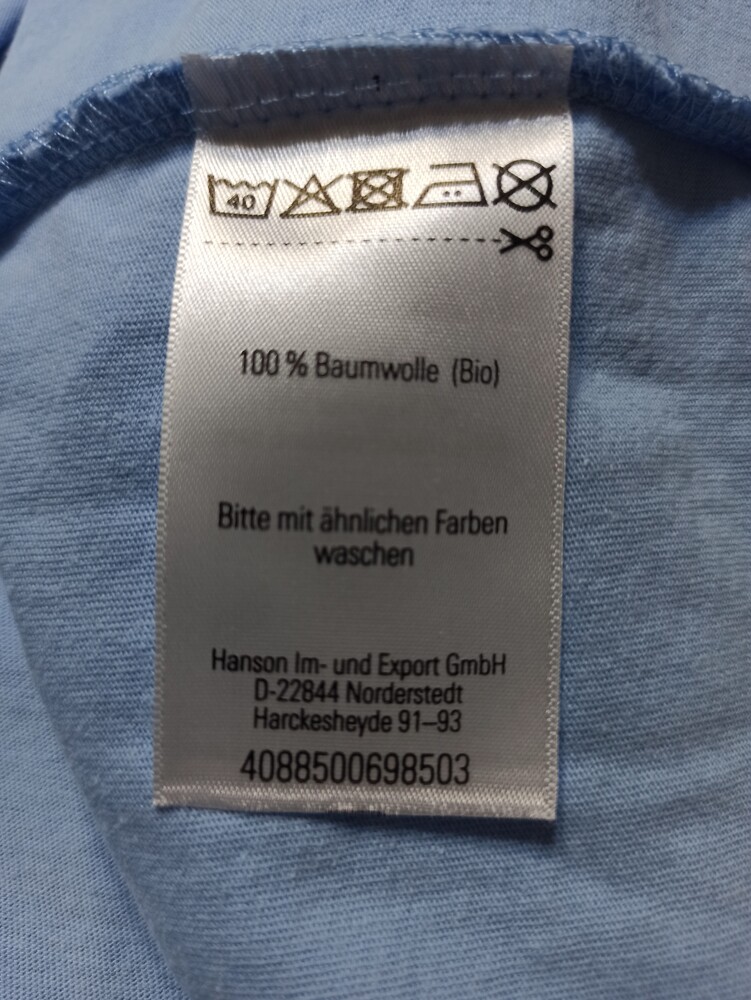 40
100 % Baumwolle (Bio)
Bitte mit ähnlichen Farben
waschen
Hanson Im- und Export GmbH
D-22844 Norderstedt
Harckesheyde 91–93
4088500698503